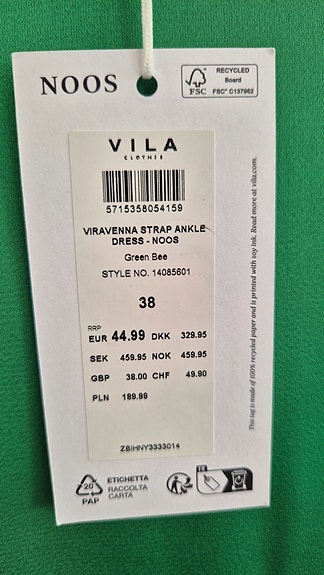 NOOS
RECYCLED
Board
FSC
FSC® C137962
VILA
CLOTHES
5715358054159
VIRAVENNA STRAP ANKLE
DRESS - NOOS
Green Bee
STYLE NO. 14085601
38
RRP
EUR 44.99 DKK 329.95
SEK 459.95 NOK 459.95
GBP 38.00 CHF 49.90
PLN 189.99
ZBIHNY3333014
This tag is made of 100% recycled paper and is printed with soy ink. Read more at vila.com.
20
PAP
ETICHETTA
RACCOLTA
CARTA
FR